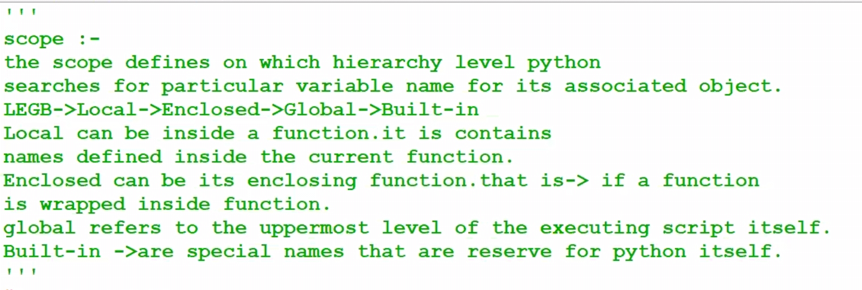 '''
scope :-
the scope defines on which hierarchy level python
searches for particular variable name for its associated object.
LEGB->Local->Enclosed->Global->Built-in
Local can be inside a function.it is contains
names defined inside the current function.
Enclosed can be its enclosing function.that is-> if a function
is wrapped inside function.
global refers to the uppermost level of the executing script itself.
Built-in ->are special names that are reserve for python itself.
'''